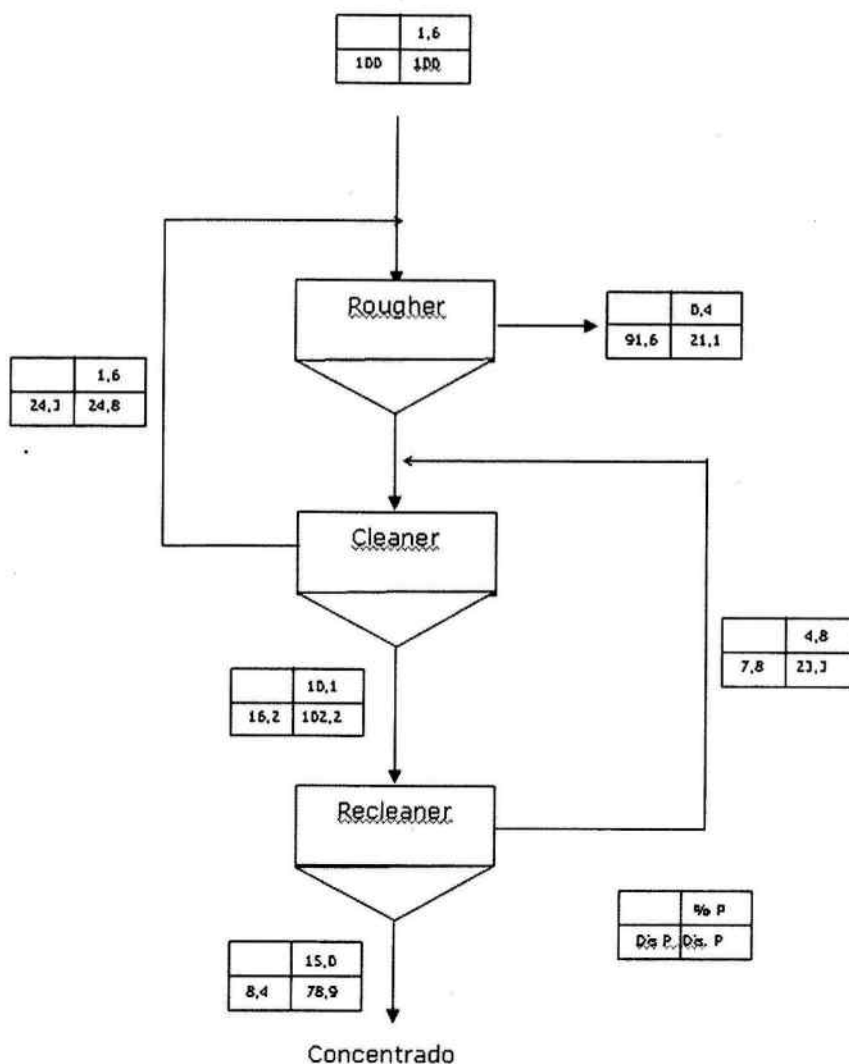 1,6
100 100
Rougher
0,4
91,6 21,1
1,6
24,3 24,8
Cleaner
4,8
7,8 23,3
10,1
16,2 102,2
Recleaner
% P
Dis P. Dis. P
15,0
8,4 78,9
Concentrado